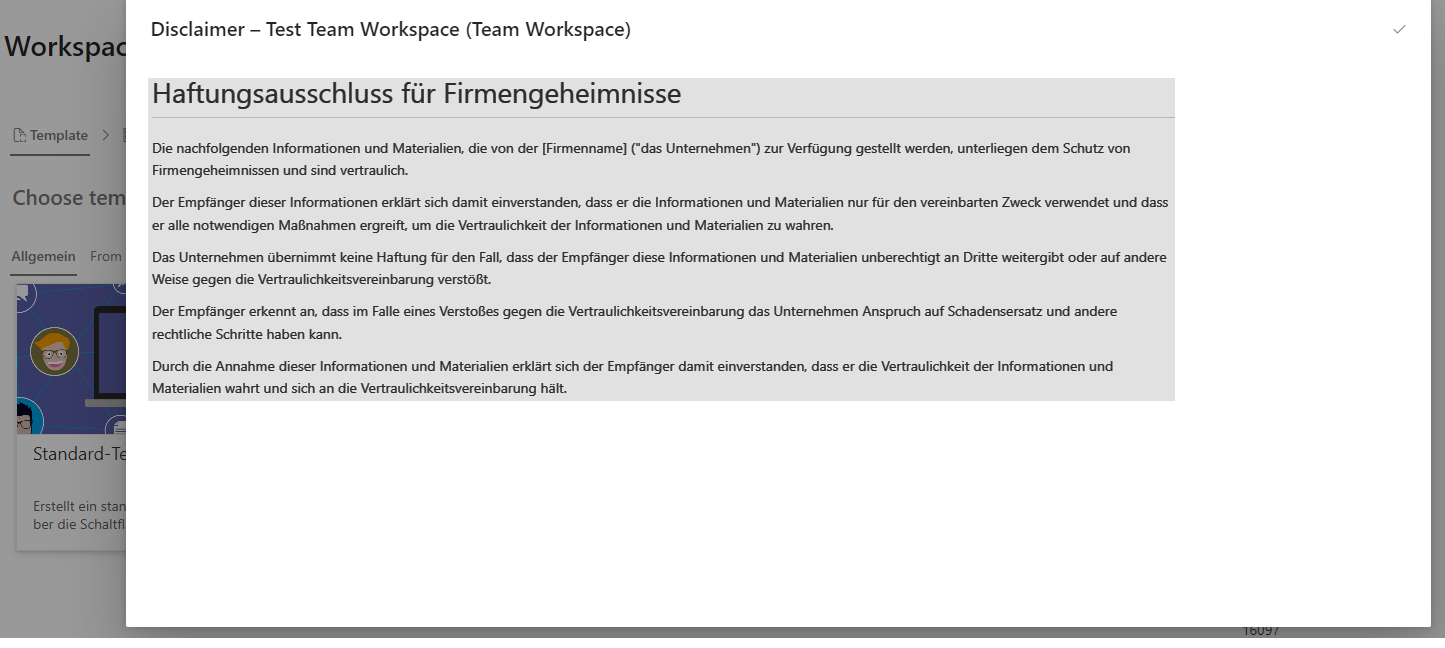 Disclaimer – Test Team Workspace (Team Workspace)
Workspac
Haftungsausschluss für Firmengeheimnisse
Template
Die nachfolgenden Informationen und Materialien, die von der [Firmenname] ("das Unternehmen") zur Verfügung gestellt werden, unterliegen dem Schutz von
Firmengeheimnissen und sind vertraulich.
Choose tem
Der Empfänger dieser Informationen erklärt sich damit einverstanden, dass er die Informationen und Materialien nur für den vereinbarten Zweck verwendet und dass
er alle notwendigen Maßnahmen ergreift, um die Vertraulichkeit der Informationen und Materialien zu wahren.
Allgemein From
Das Unternehmen übernimmt keine Haftung für den Fall, dass der Empfänger diese Informationen und Materialien unberechtigt an Dritte weitergibt oder auf andere
Weise gegen die Vertraulichkeitsvereinbarung verstößt.
Der Empfänger erkennt an, dass im Falle eines Verstoßes gegen die Vertraulichkeitsvereinbarung das Unternehmen Anspruch auf Schadensersatz und andere
rechtliche Schritte haben kann.
Durch die Annahme dieser Informationen und Materialien erklärt sich der Empfänger damit einverstanden, dass er die Vertraulichkeit der Informationen und
Materialien wahrt und sich an die Vertraulichkeitsvereinbarung hält.
Standard-Te
Erstellt ein stan
ber die Schaltfl
16097